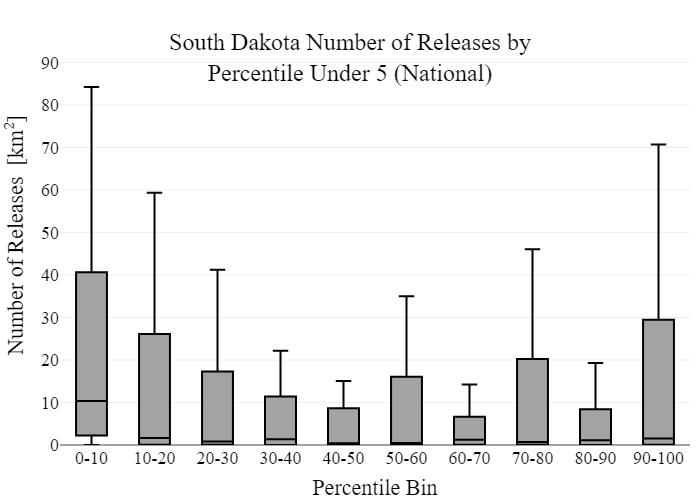 South Dakota Number of Releases by
Percentile Under 5 (National)
Number of Releases [km²]
90
80
70
60
50
40
30
20
10
0
0-10 10-20 20-30 30-40 40-50 50-60 60-70 70-80 80-90 90-100
Percentile Bin